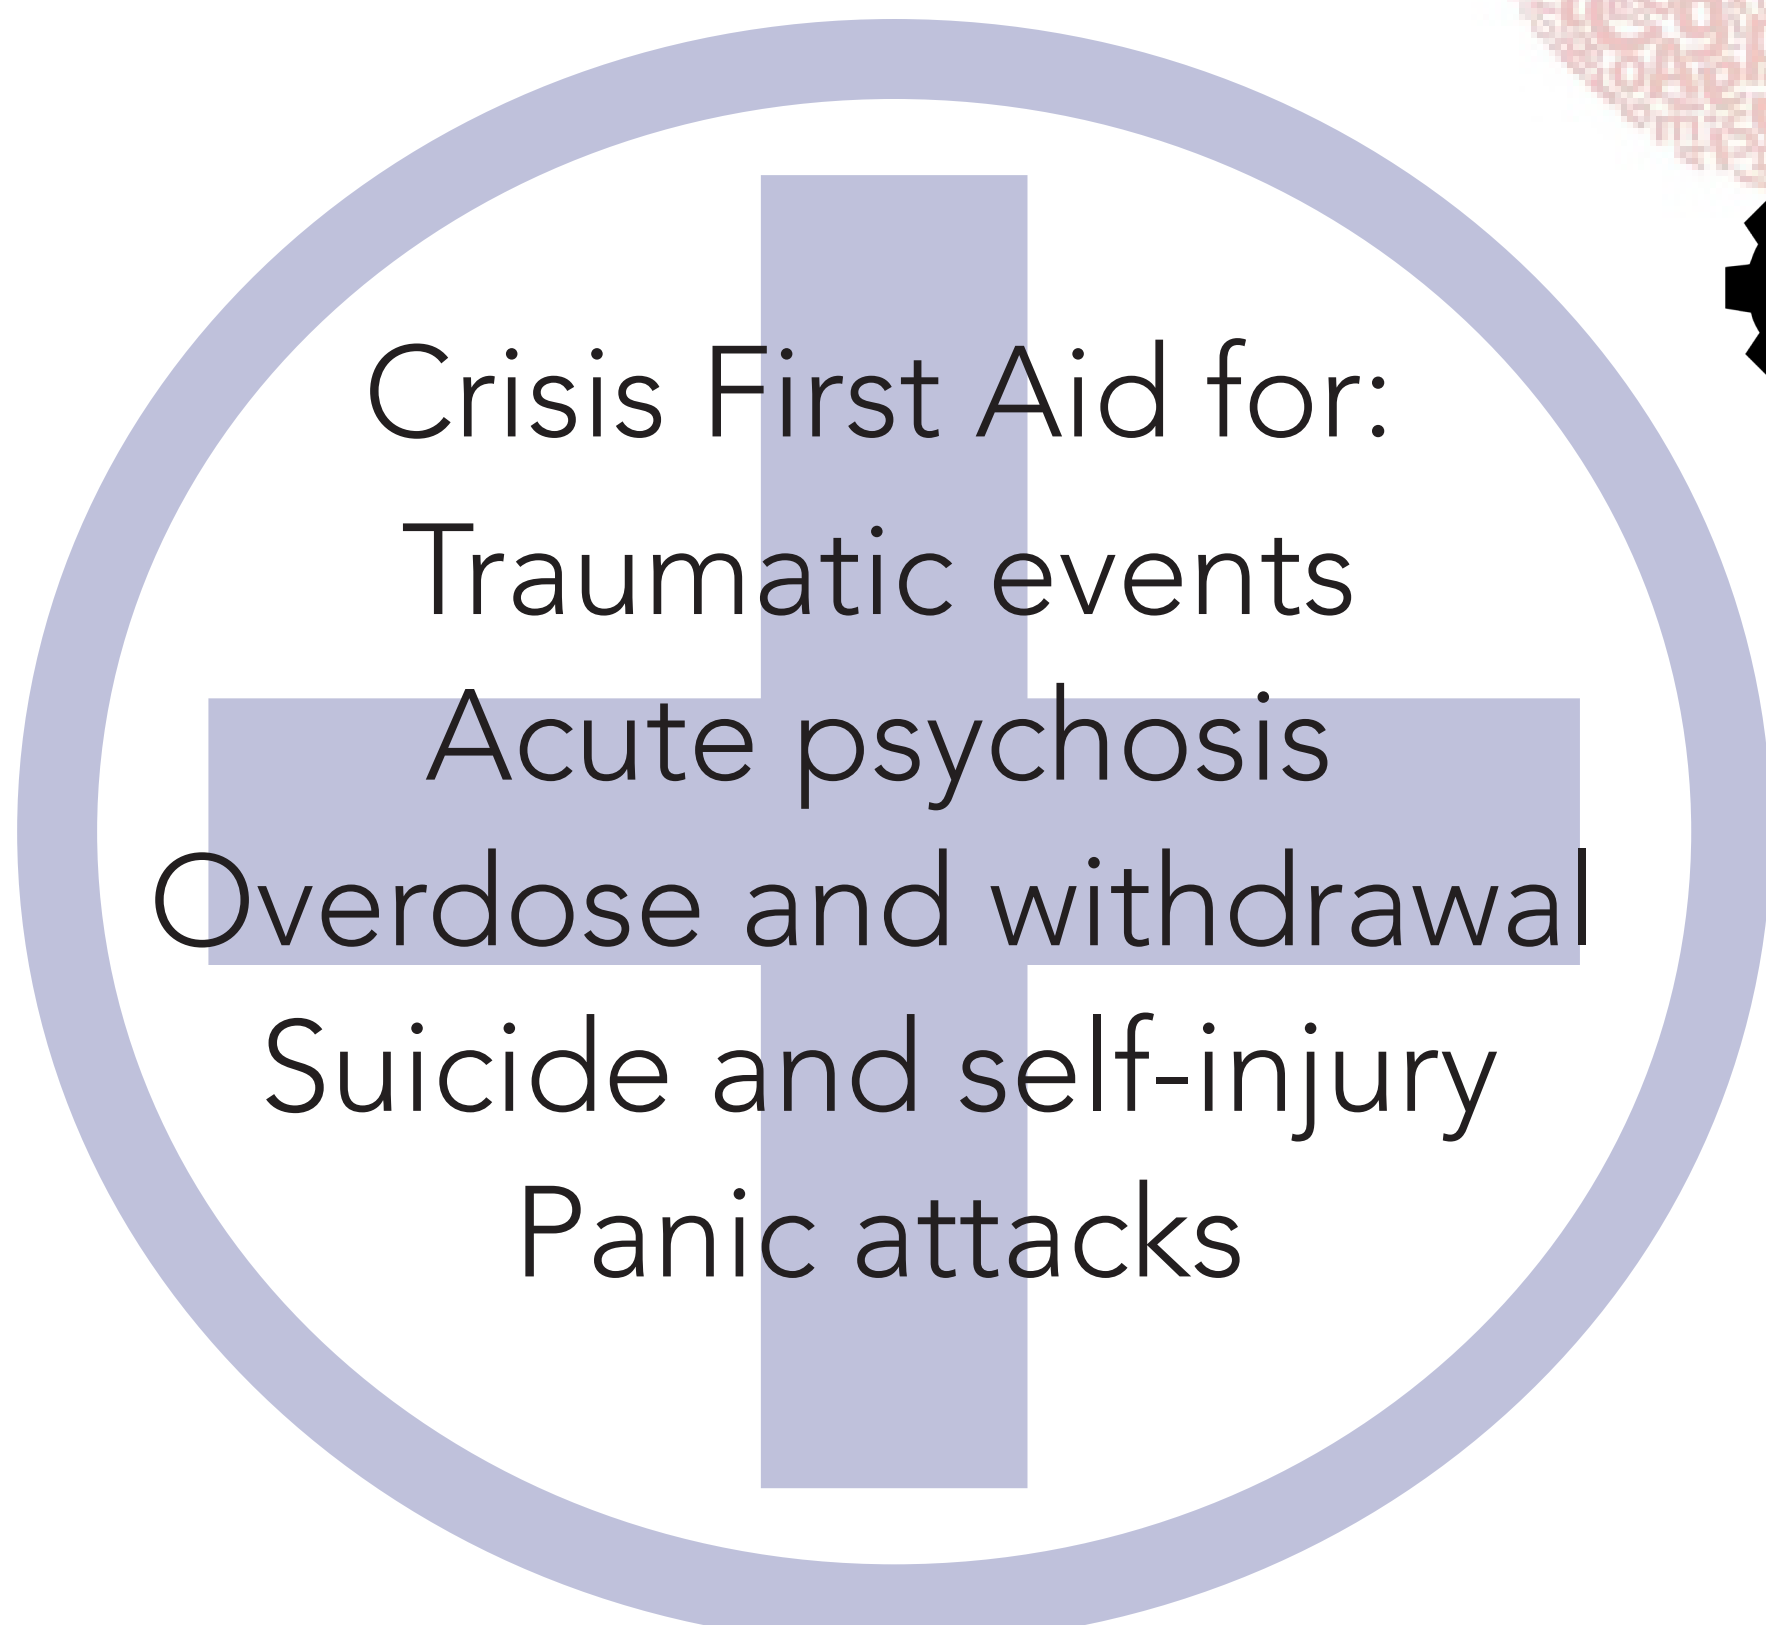 Crisis First Aid for:
Traumatic events
Acute psychosis
Overdose and withdrawal
Suicide and self-injury
Panic attacks